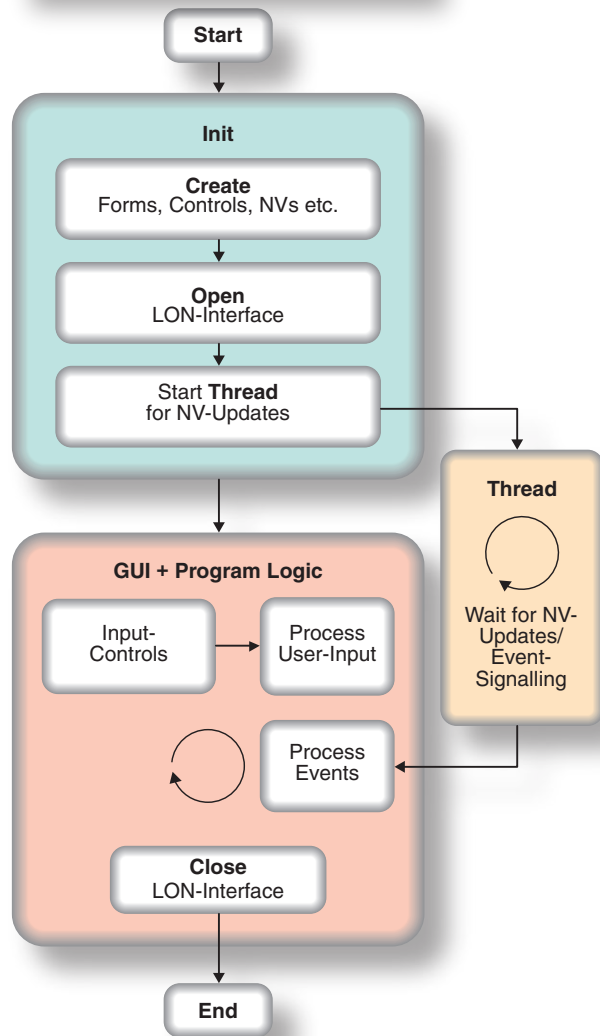 Start
Init
Create
Forms, Controls, NVs etc.
Open
LON-Interface
Start Thread
for NV-Updates
Thread
Wait for NV-
Updates/
Event-
Signalling
GUI + Program Logic
Input-
Controls
Process
User-Input
Process
Events
Close
LON-Interface
End